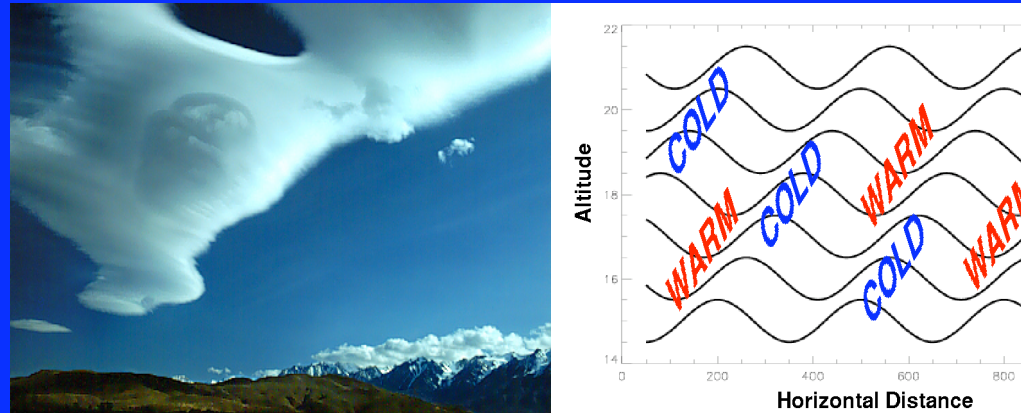 22
20
18
16
14
0
200
400
600
800
Altitude
Horizontal Distance
COLD
WARM
COLD
WARM
COLD
WARM